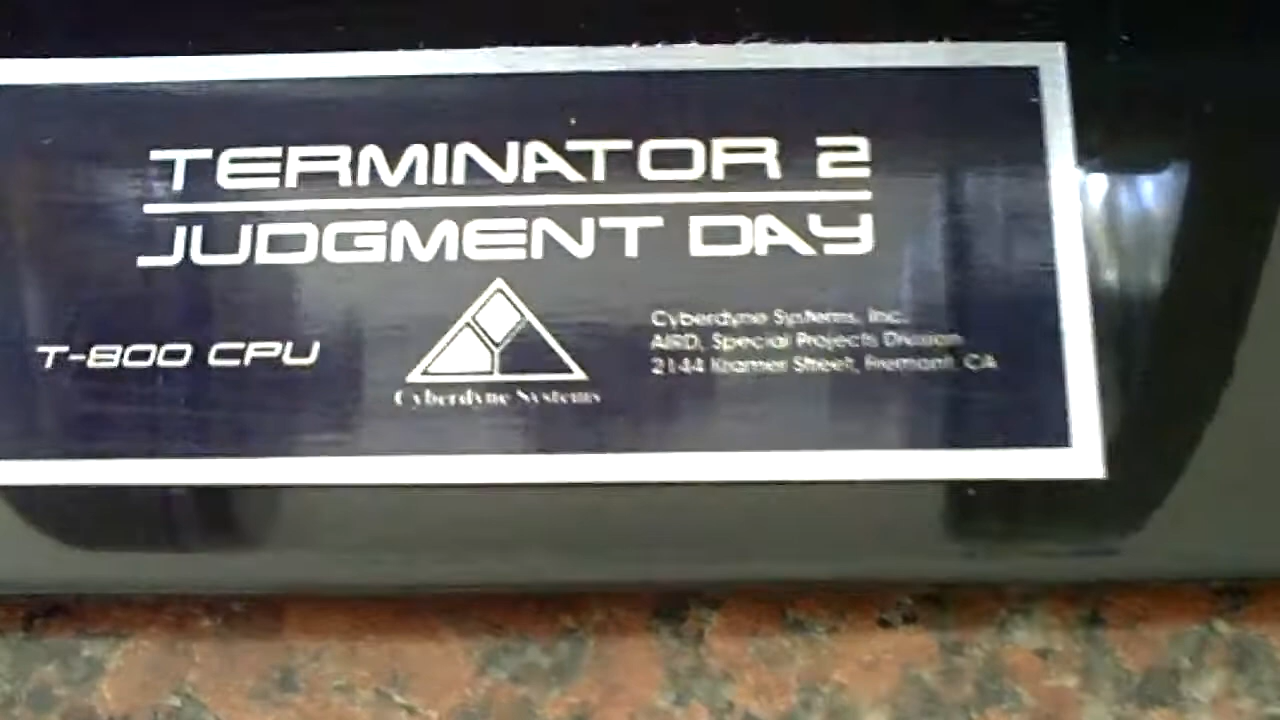 TERMINATOR 2
JUDGMENT DAY
T-800 CPU
Cyberdyne Systems
Cyberdyne Systems, Inc.
AIRD, Special Projects Division
2144 Kramer Street, Fremont, CA